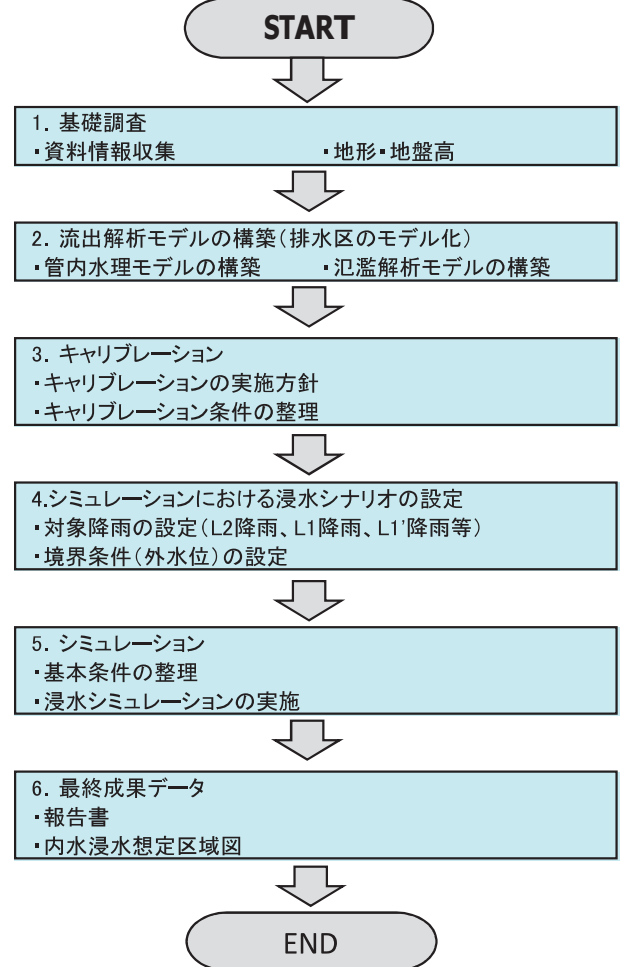 START
1. 基礎調査
・資料情報収集 ・地形・地盤高
2. 流出解析モデルの構築(排水区のモデル化)
・管内水理モデルの構築 ・氾濫解析モデルの構築
3. キャリブレーション
・キャリブレーションの実施方針
・キャリブレーション条件の整理
4.シミュレーションにおける浸水シナリオの設定
・対象降雨の設定(L2降雨、L1降雨、L1'降雨等)
・境界条件(外水位)の設定
5. シミュレーション
・基本条件の整理
・浸水シミュレーションの実施
6. 最終成果データ
・報告書
・内水浸水想定区域図
END